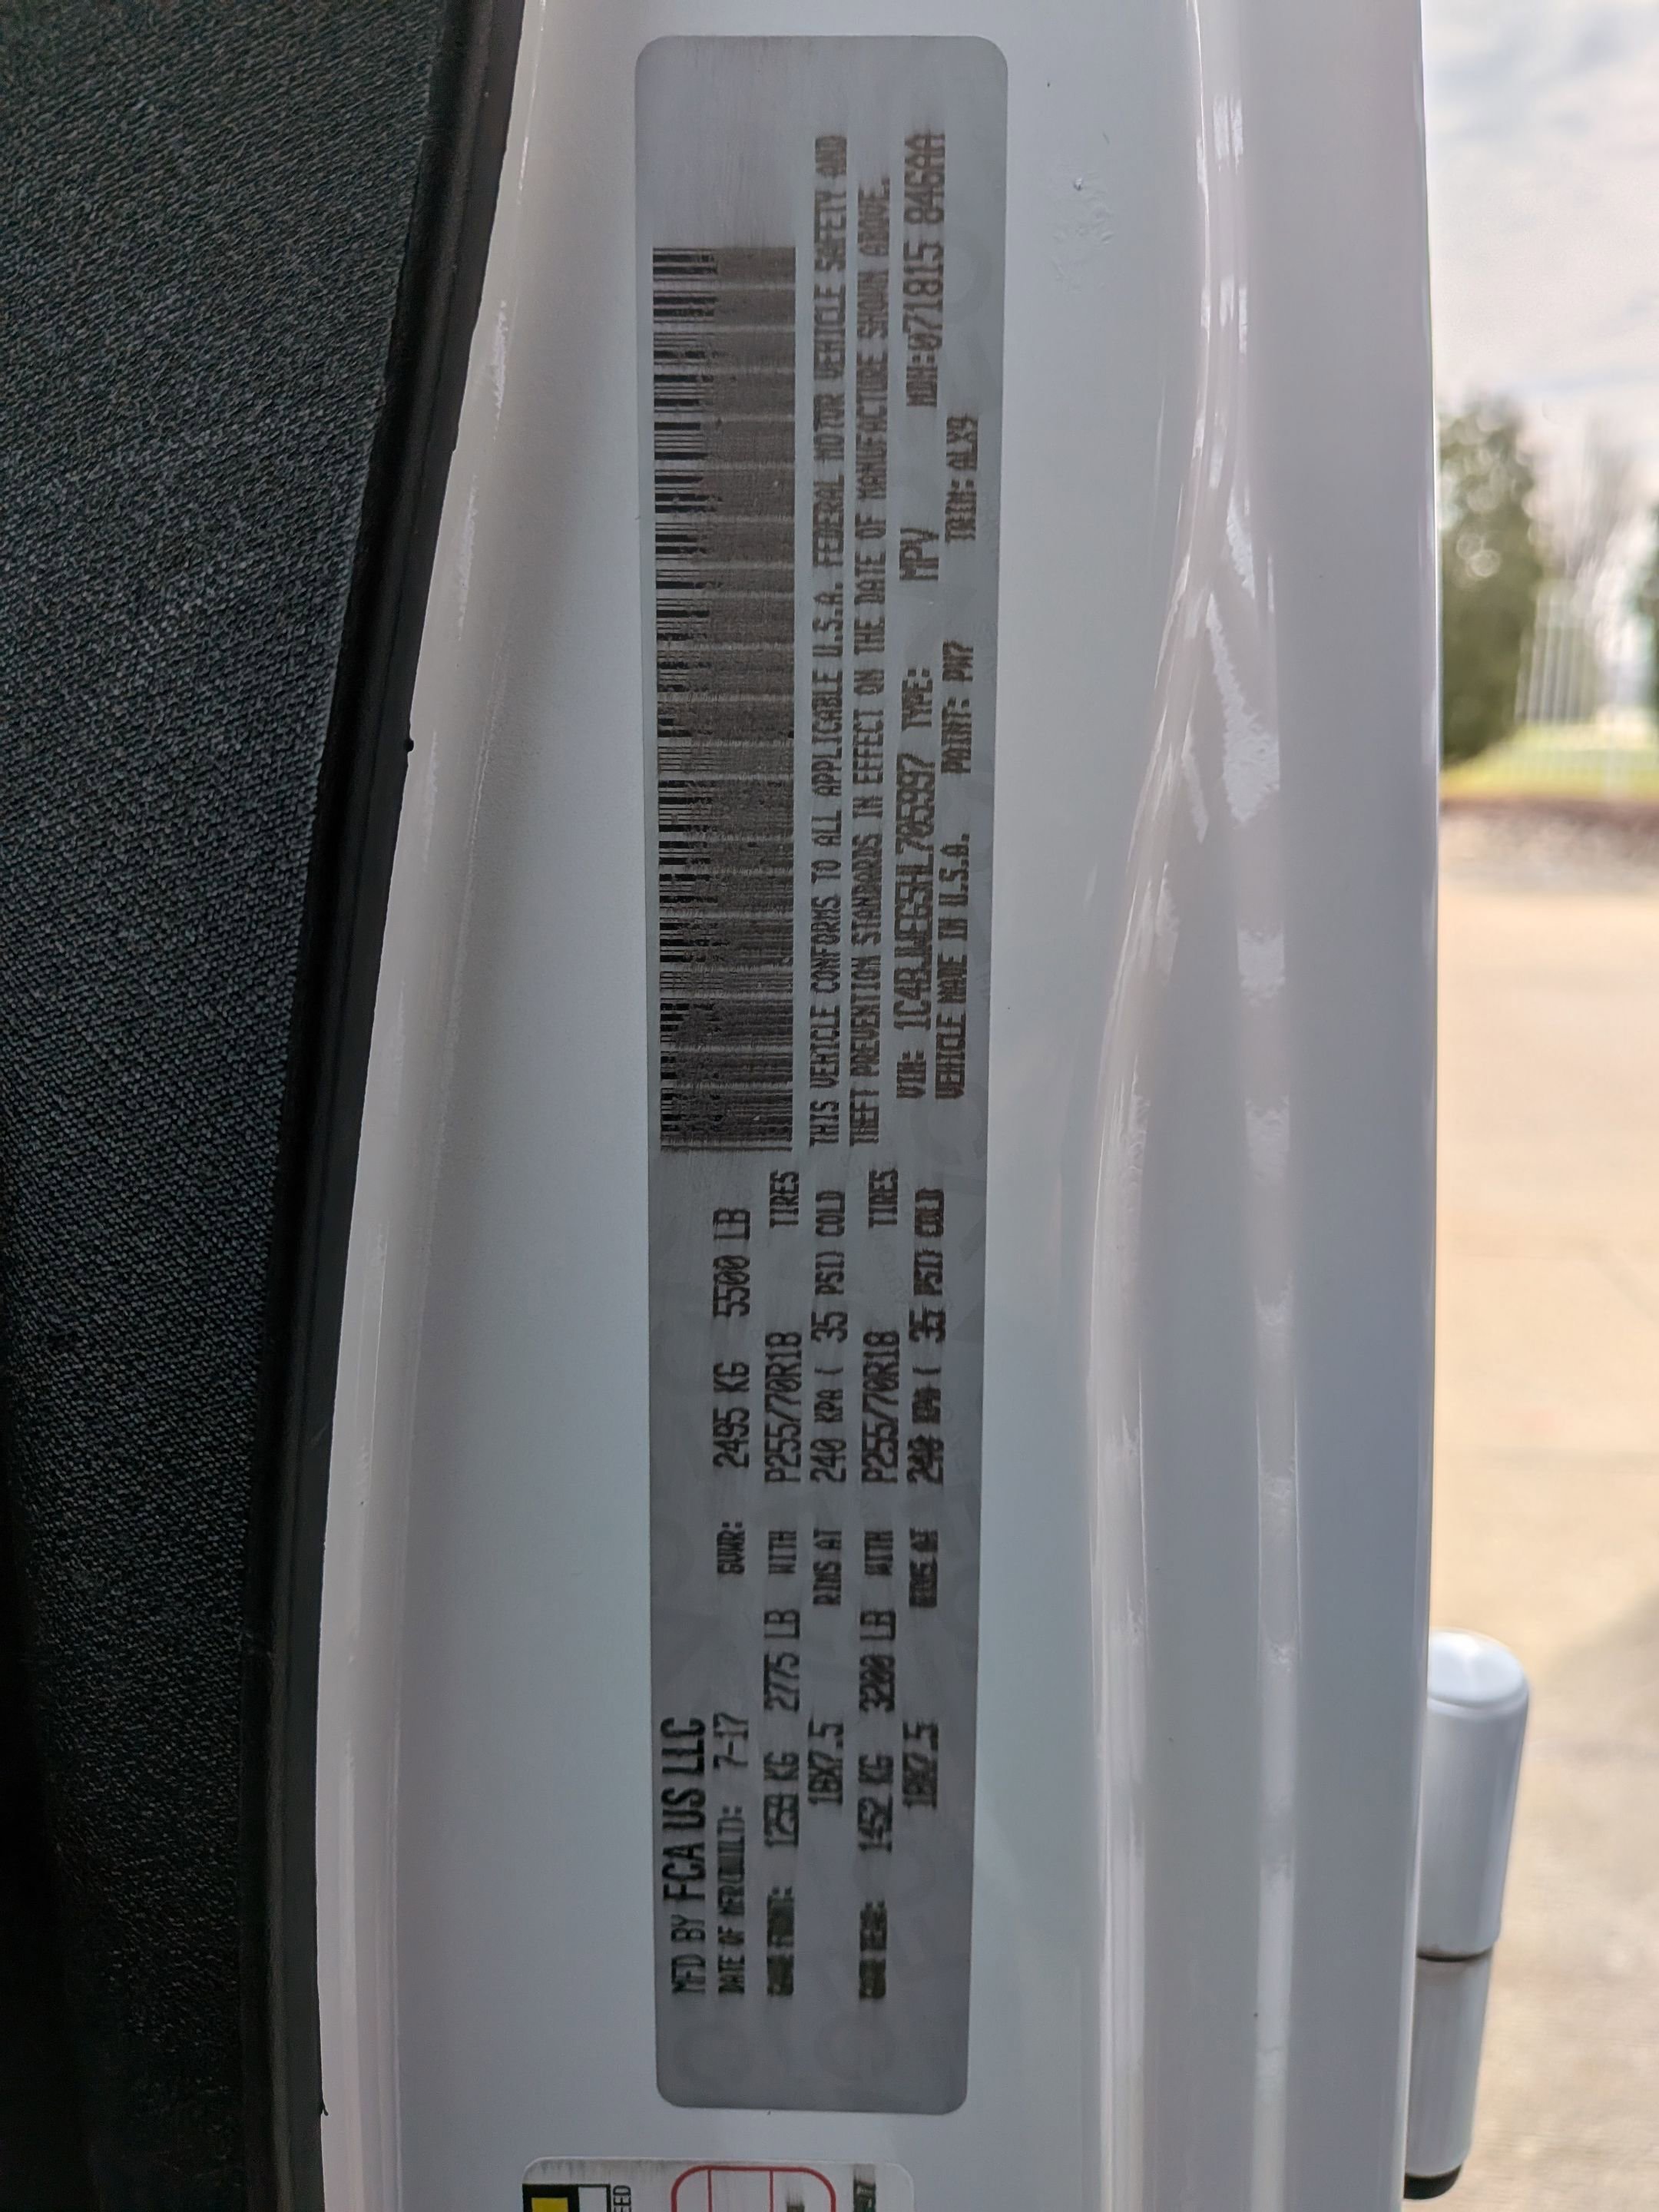 MFD BY FCA US LLC
DATE OF MFR(BUILT): 7-17 GVWR: 2495 KG 5500 LB
GAWR FRONT: 1259 KG 2775 LB WITH P255/70R18 TIRES
18X7.5 RIMS AT 240 KPA ( 35 PSI) COLD
GAWR REAR: 1452 KG 3200 LB WITH P255/70R18 TIRES
18X7.5 RIMS AT 240 KPA ( 35 PSI) COLD
THIS VEHICLE CONFORMS TO ALL APPLICABLE U.S.A. FEDERAL MOTOR VEHICLE SAFETY AND
THEFT PREVENTION STANDARDS IN EFFECT ON THE DATE OF MANUFACTURE SHOWN ABOVE.
VIN: 1C4BJWEG5HL705997 TYPE: MPV MDH:071815 846AA
VEHICLE MADE IN U.S.A. PAINT: PW7 TRIM: ALX9